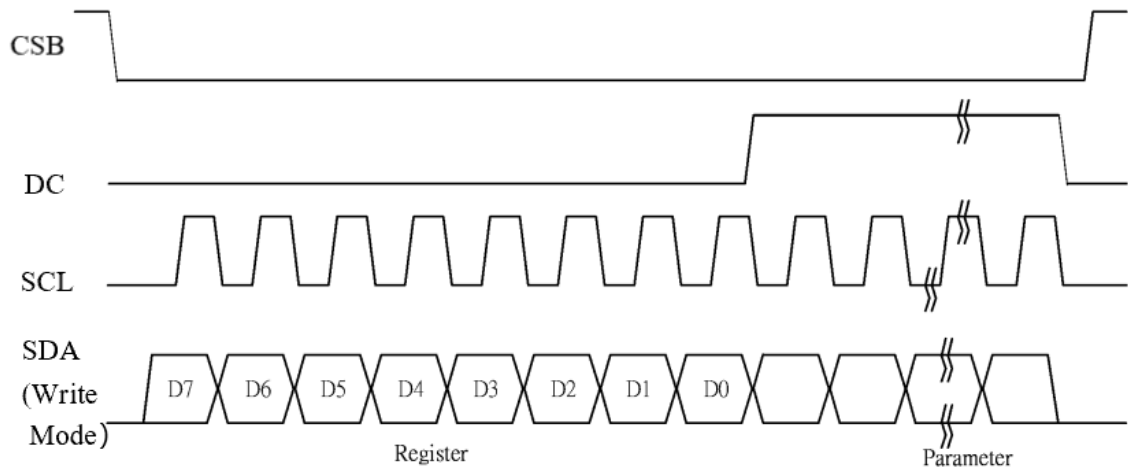 CSB
DC
SCL
SDA
(Write
Mode)
D7 D6 D5 D4 D3 D2 D1 D0
Register
Parameter